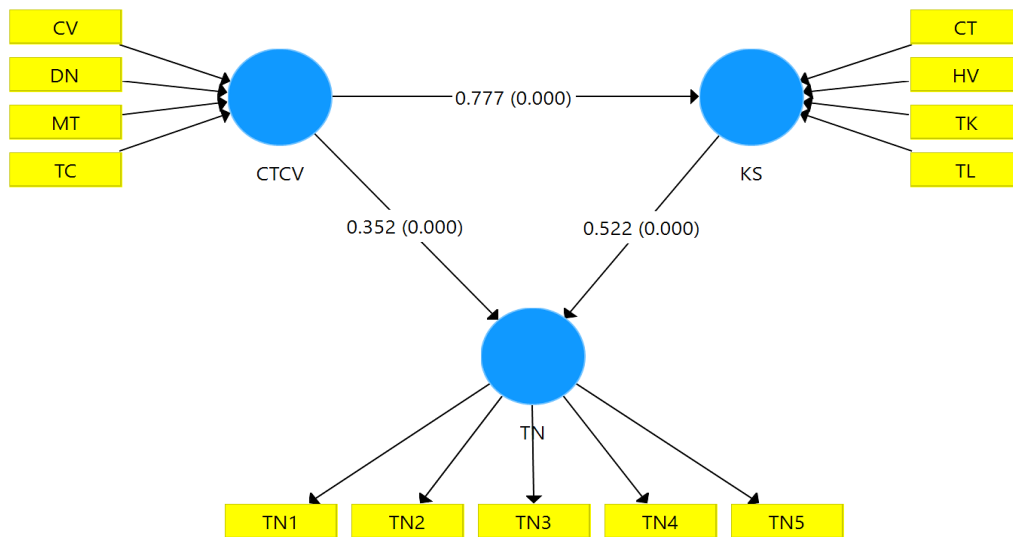 CV
DN
MT
TC
CTCV
0.777 (0.000)
CT
HV
TK
TL
KS
0.352 (0.000)
0.522 (0.000)
TN
TN1
TN2
TN3
TN4
TN5